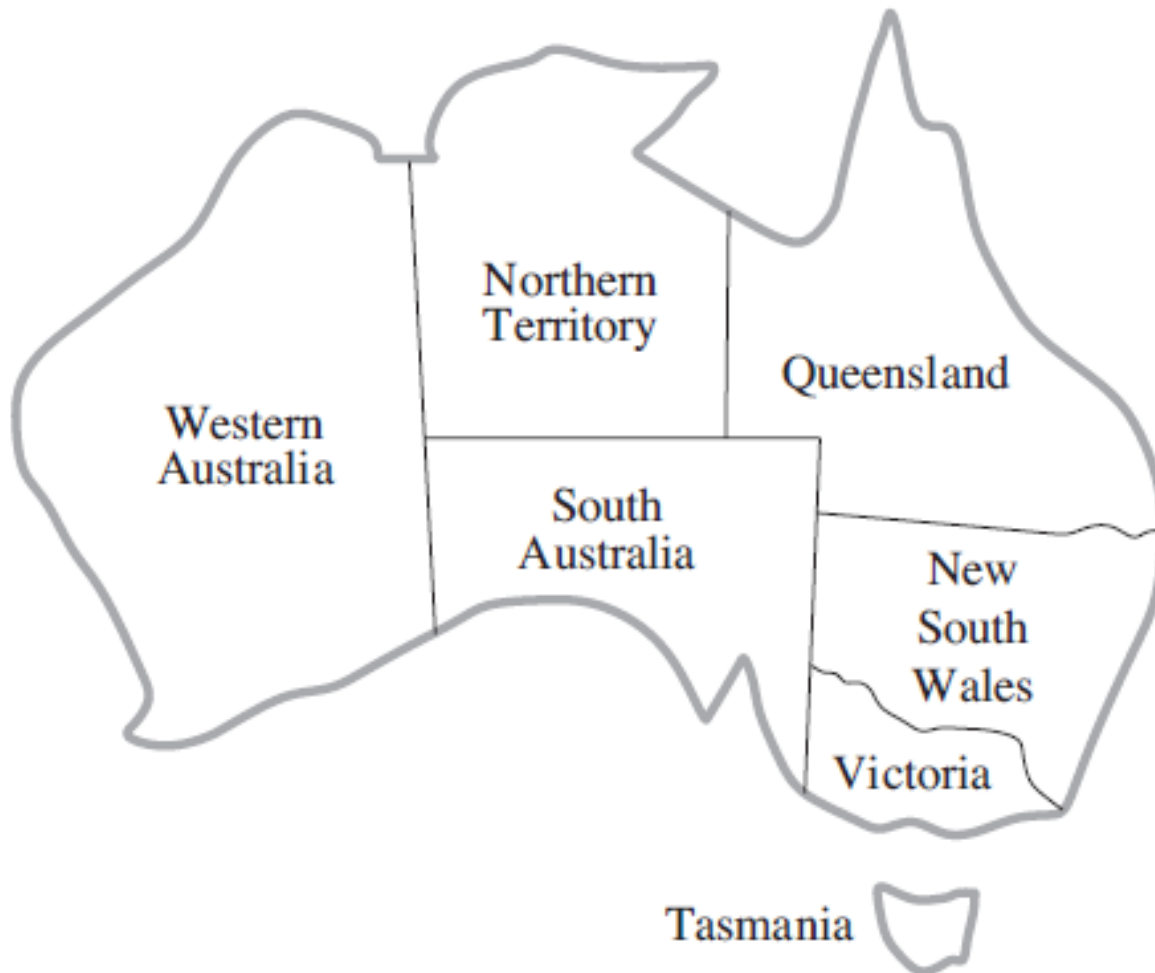 Northern
Territory
Queensland
Western
Australia
South
Australia
New
South
Wales
Victoria
Tasmania